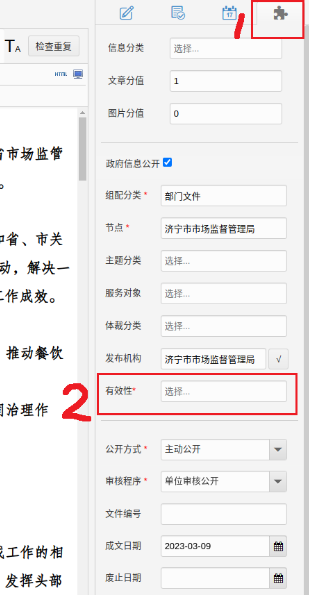 17
1
TA
检查重复
信息分类
选择...
HTML
文章分值
1
图片分值
0
省市场监管
。
政府信息公开
组配分类 *
部门文件
和省、市关
节点 *
济宁市市场监督管理局
动，解决一
主题分类
选择...
工作成效。
服务对象
选择...
体裁分类
选择...
推动餐饮
发布机构
济宁市市场监督管理局
√
有效性*
选择...
2
治理作
公开方式 *
主动公开
审核程序 *
单位审核公开
文件编号
成文日期
2023-03-09
工作的相
废止日期
发挥头部